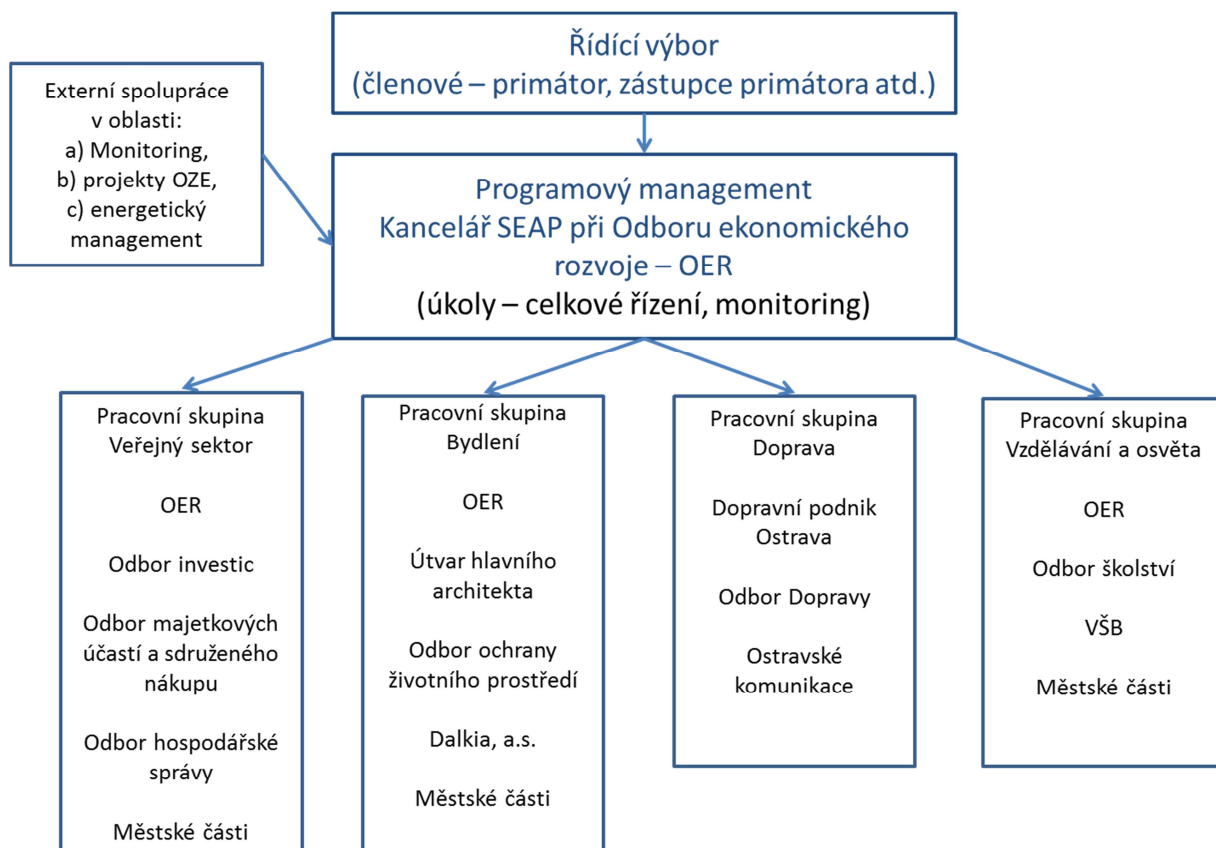 Řídící výbor
(členové – primátor, zástupce primátora atd.)
Externí spolupráce
v oblasti:
a) Monitoring,
b) projekty OZE,
c) energetický
management
Programový management
Kancelář SEAP při Odboru ekonomického
rozvoje – OER
(úkoly – celkové řízení, monitoring)
Pracovní skupina
Veřejný sektor
OER
Odbor investic
Odbor majetkových
účastí a sdruženého
nákupu
Odbor hospodářské
správy
Městské části
Pracovní skupina
Bydlení
OER
Útvar hlavního
architekta
Odbor ochrany
životního prostředí
Dalkia, a.s.
Městské části
Pracovní skupina
Doprava
Dopravní podnik
Ostrava
Odbor Dopravy
Ostravské
komunikace
Pracovní skupina
Vzdělávání a osvěta
OER
Odbor školství
VŠB
Městské části